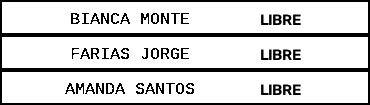 BIANCA MONTE LIBRE
FARIAS JORGE LIBRE
AMANDA SANTOS LIBRE